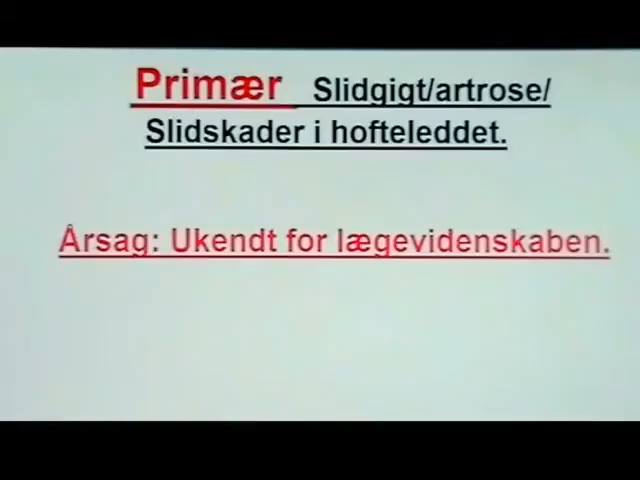 Primær Slidgigt/artrose/
Slidskader i hofteleddet.
Årsag: Ukendt for lægevidenskaben.